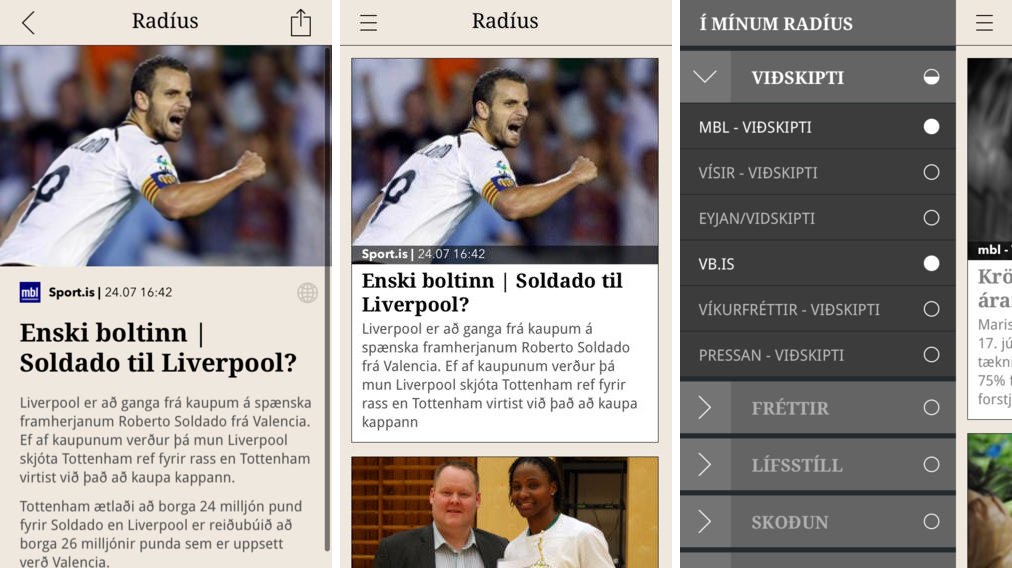 Radíus
mbl Sport.is | 24.07 16:42
Enski boltinn |
Soldado til Liverpool?
Liverpool er að ganga frá kaupum á spænska
framherjanum Roberto Soldado frá Valencia.
Ef af kaupunum verður þá mun Liverpool
skjóta Tottenham ref fyrir rass en Tottenham
virtist við það að kaupa kappann.
Tottenham ætlaði að borga 24 milljón pund
fyrir Soldado en Liverpool er reiðubúið að
borga 26 milljónir punda sem er uppsett
verð Valencia.
Radíus
Sport.is | 24.07 16:42
Enski boltinn | Soldado til
Liverpool?
Liverpool er að ganga frá kaupum á
spænska framherjanum Roberto Soldado
frá Valencia. Ef af kaupunum verður þá
mun Liverpool skjóta Tottenham ref fyrir
rass en Tottenham virtist við það að kaupa
kappann
Í MÍNUM RADÍUS
VIÐSKIPTI
MBL - VIÐSKIPTI
VÍSIR - VIÐSKIPTI
EYJAN/VIDSKIPTI
VB.IS
VÍKURFRÉTTIR - VIÐSKIPTI
PRESSAN - VIÐSKIPTI
FRÉTTIR
LÍFSSTÍLL
SKOÐUN
mbl -
Krö
ára
Maris
17. jú
tækn
75% f
forstj